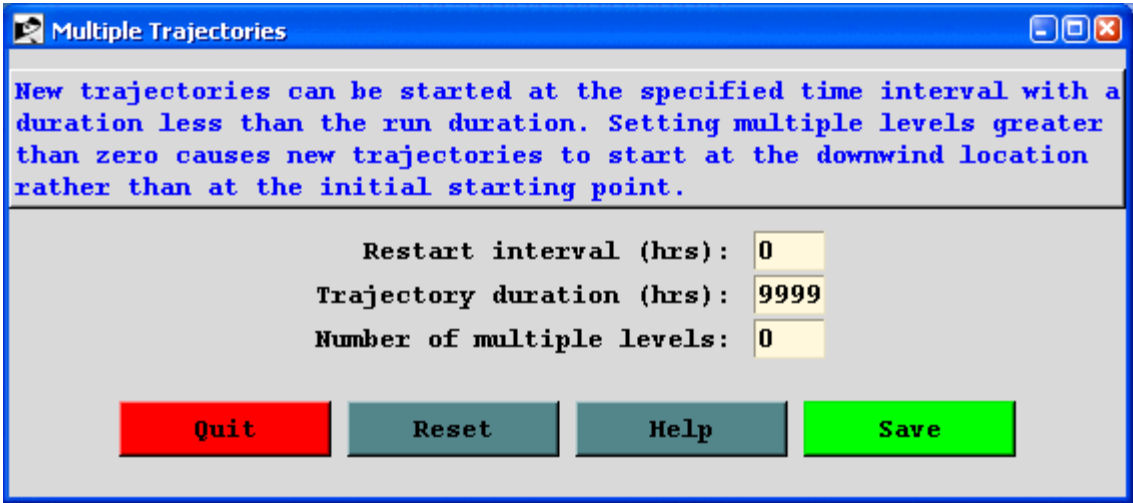 Multiple Trajectories
New trajectories can be started at the specified time interval with a
duration less than the run duration. Setting multiple levels greater
than zero causes new trajectories to start at the downwind location
rather than at the initial starting point.
Restart interval (hrs): 0
Trajectory duration (hrs): 9999
Number of multiple levels: 0
Quit Reset Help Save